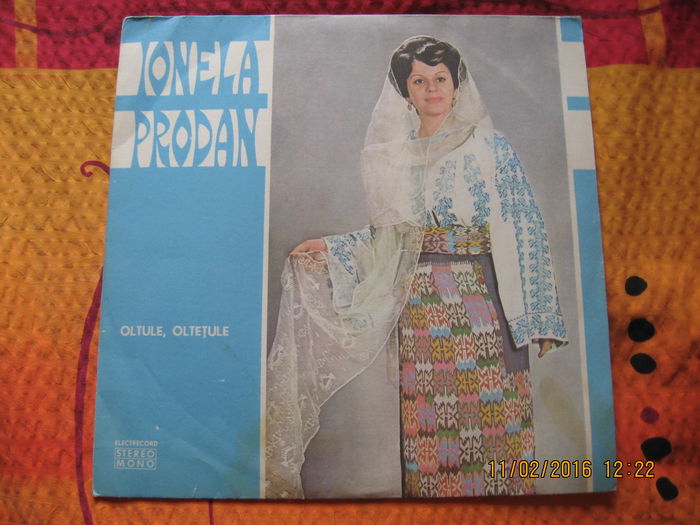 IONELA
PRODAN
OLTULE, OLTEȚULE
ELECTRECORD
STEREO
MONO
11/02/2016 12:22